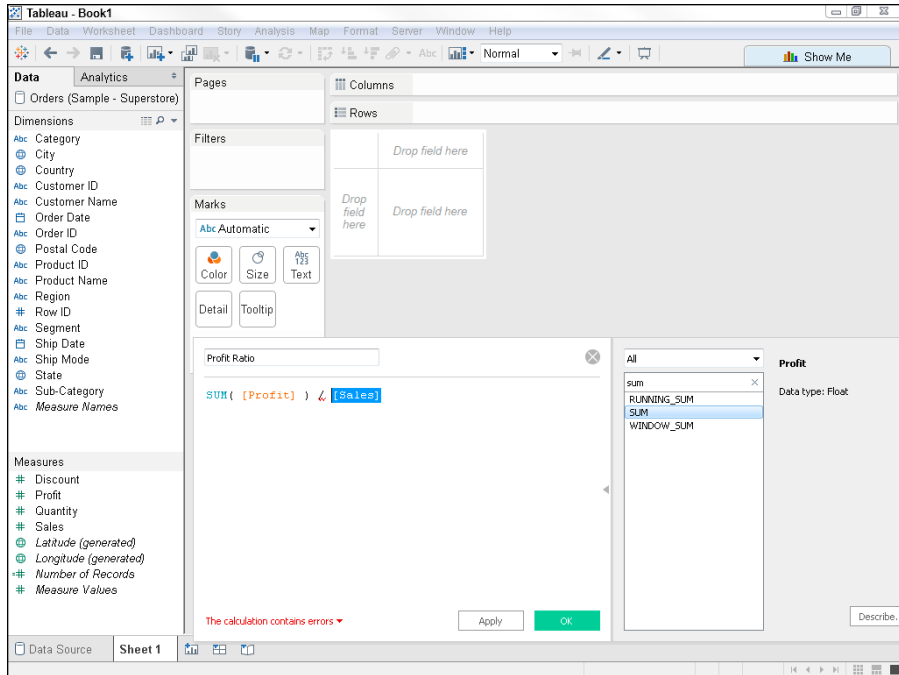 Tableau - Book1
File Data Worksheet Dashboard Story Analysis Map Format Server Window Help
Abc Normal Show Me
Data Analytics
Orders (Sample - Superstore)
Dimensions
Abc Category
City
Country
Abc Customer ID
Abc Customer Name
Order Date
Abc Order ID
Postal Code
Abc Product ID
Abc Product Name
Abc Region
# Row ID
Abc Segment
Ship Date
Abc Ship Mode
State
Abc Sub-Category
Abc Measure Names
Measures
# Discount
# Profit
# Quantity
# Sales
Latitude (generated)
Longitude (generated)
=# Number of Records
# Measure Values
Pages
Filters
Marks
Abc Automatic
Abc
123
Color Size Text
Detail Tooltip
Columns
Rows
Drop field here
Drop
field
here
Drop field here
Profit Ratio
SUM( [Profit] ) / [Sales]
The calculation contains errors
Apply OK
All
sum
RUNNING_SUM
SUM
WINDOW_SUM
Profit
Data type: Float
Describe.
Data Source Sheet 1